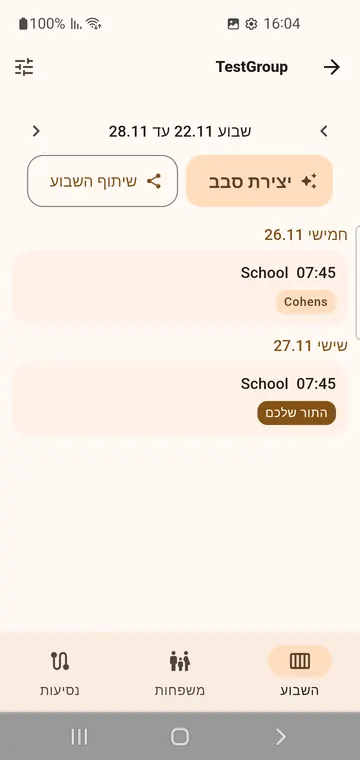 100% 16:04
TestGroup
שבוע 22.11 עד 28.11
יצירת סבב
שיתוף השבוע
חמישי 26.11
School 07:45
Cohens
שישי 27.11
School 07:45
התור שלכם
השבוע
משפחות
נסיעות